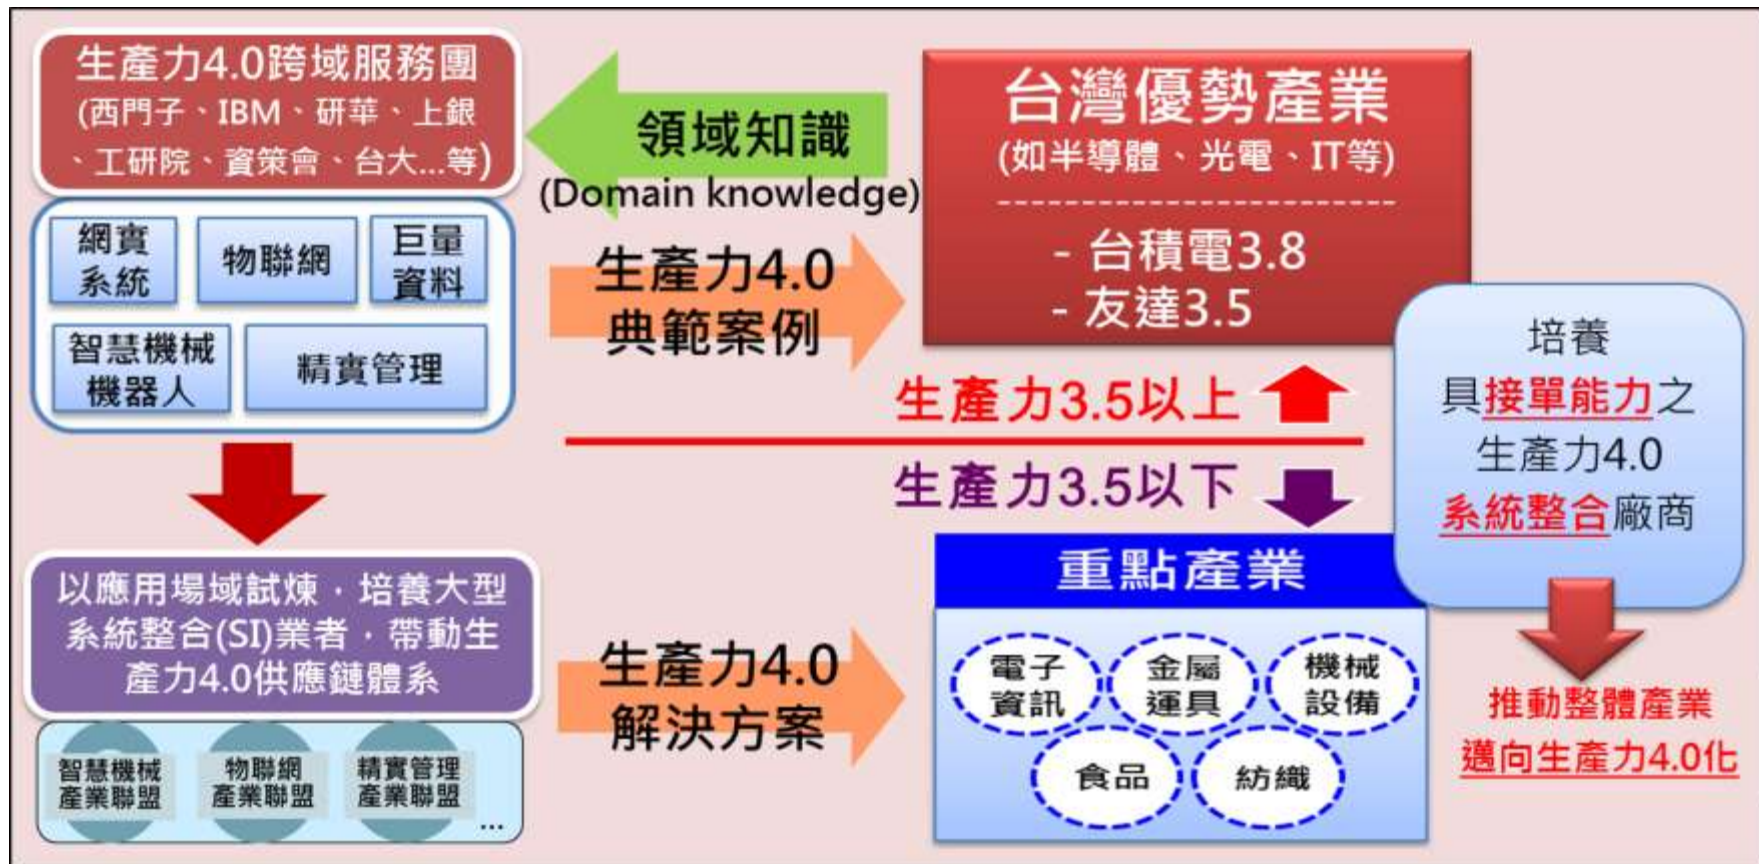 生產力4.0跨域服務團
(西門子、IBM、研華、上銀
、工研院、資策會、台大...等)
網實
系統
物聯網
巨量
資料
智慧機械
機器人
精實管理
領域知識
(Domain knowledge)
生產力4.0
典範案例
台灣優勢產業
(如半導體、光電、IT等)
------------------------
- 台積電3.8
- 友達3.5
生產力3.5以上
生產力3.5以下
培養
具接單能力之
生產力4.0
系統整合廠商
推動整體產業
邁向生產力4.0化
以應用場域試煉，培養大型
系統整合(SI)業者，帶動生
產力4.0供應鏈體系
智慧機械
產業聯盟
物聯網
產業聯盟
精實管理
產業聯盟
...
生產力4.0
解決方案
重點產業
電子
資訊
金屬
運具
機械
設備
食品
紡織